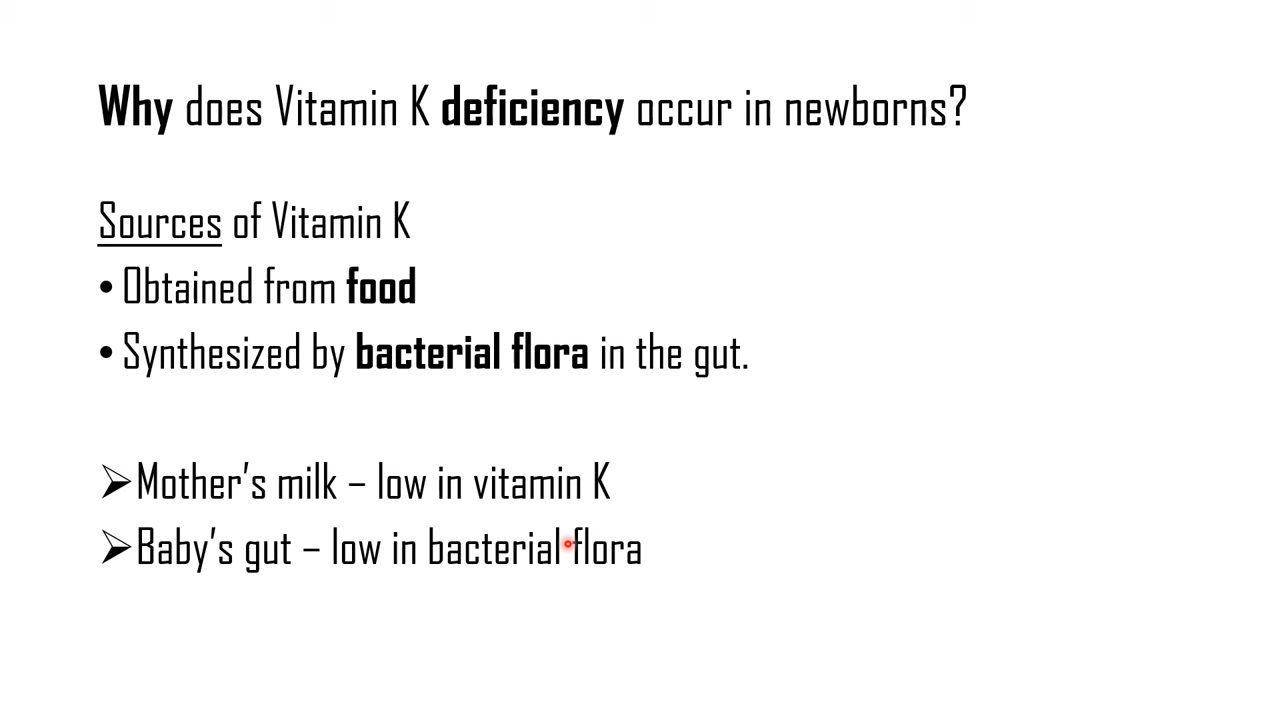 Why does Vitamin K deficiency occur in newborns?
Sources of Vitamin K
• Obtained from food
• Synthesized by bacterial flora in the gut.
➢Mother's milk – low in vitamin K
➢Baby's gut – low in bacterial flora